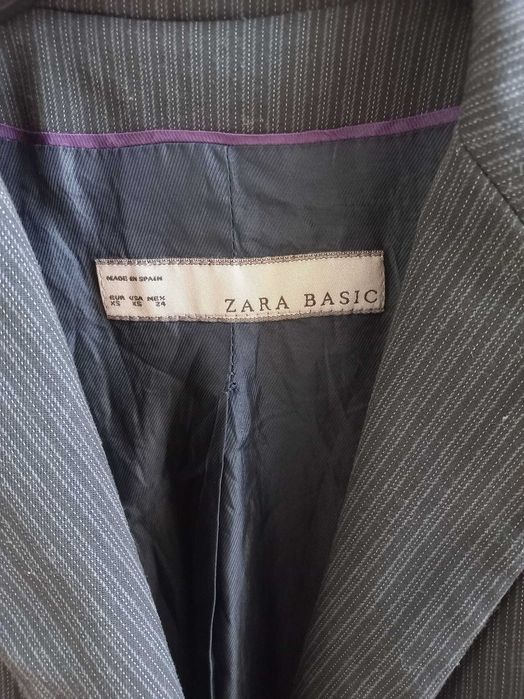 MADE IN SPAIN
EUR USA MEX
XS XS 24
ZARA BASIC